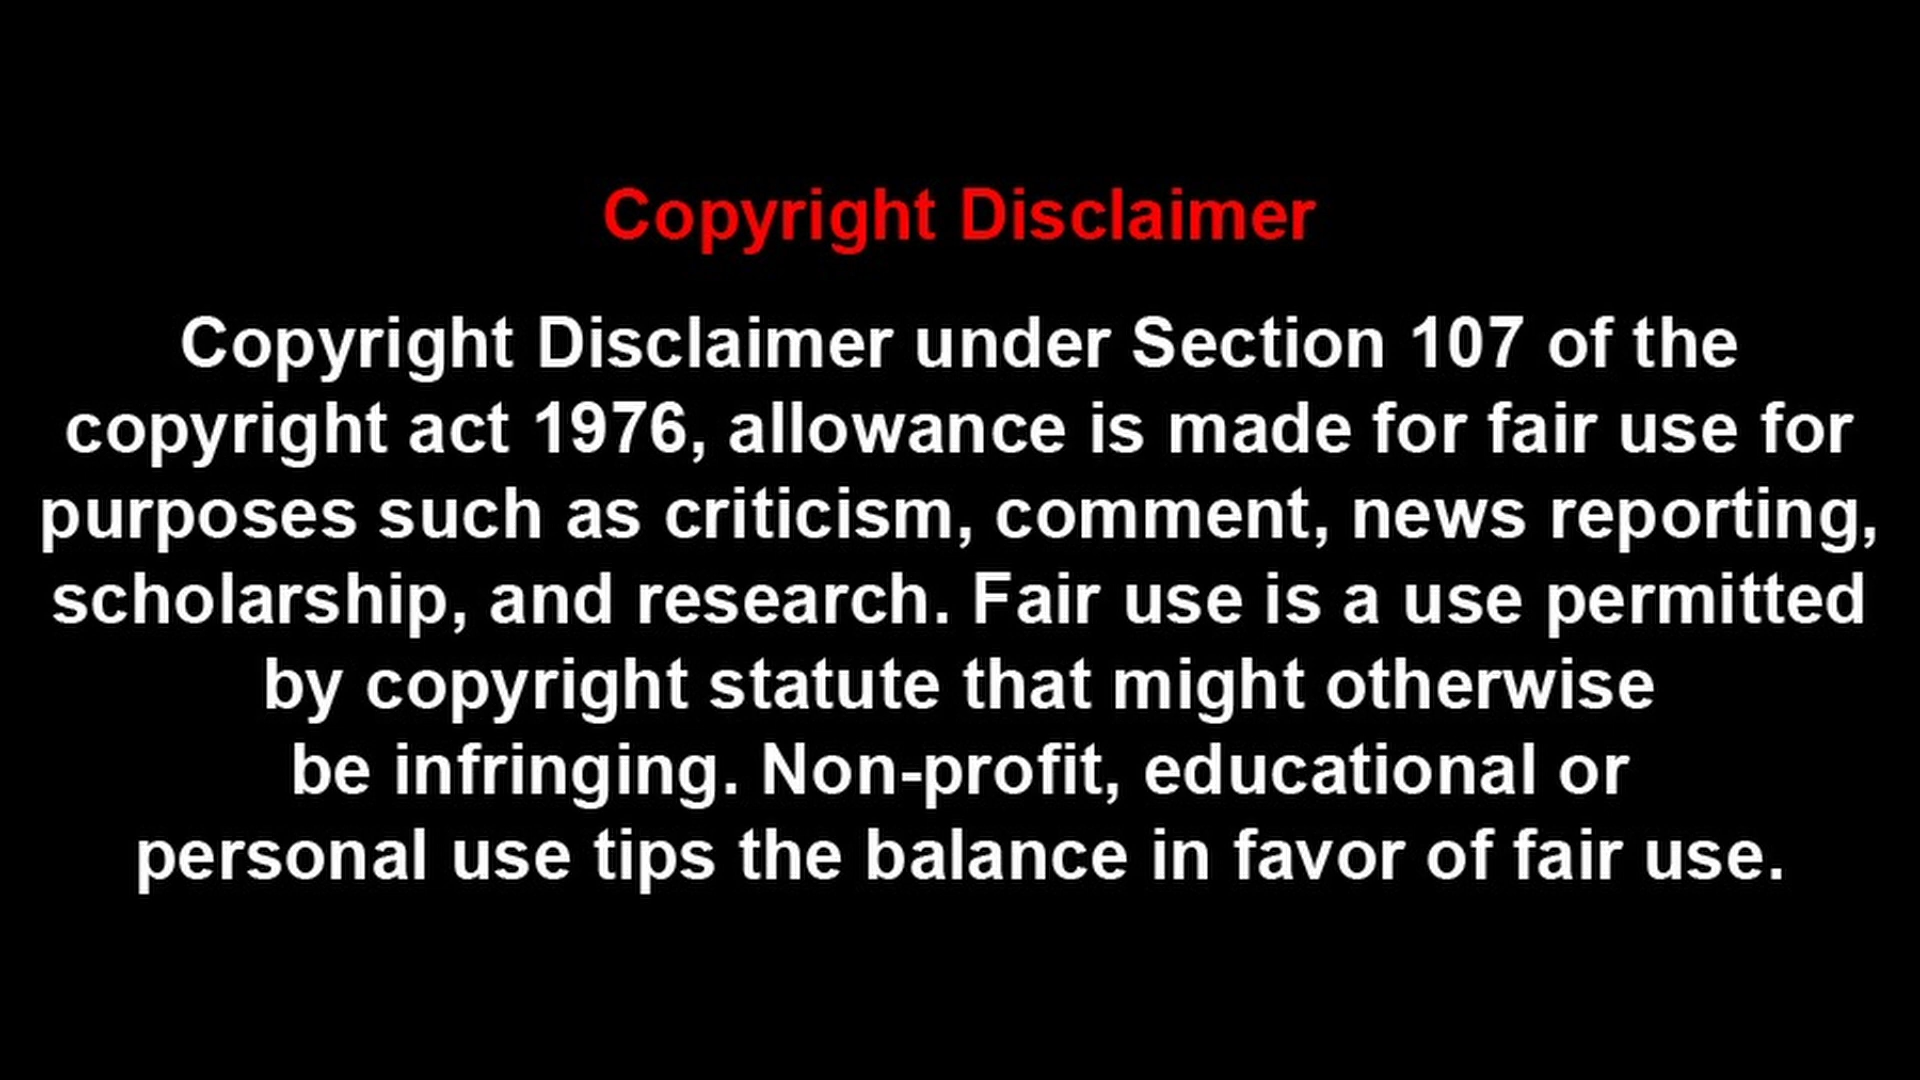 Copyright Disclaimer
Copyright Disclaimer under Section 107 of the
copyright act 1976, allowance is made for fair use for
purposes such as criticism, comment, news reporting,
scholarship, and research. Fair use is a use permitted
by copyright statute that might otherwise
be infringing. Non-profit, educational or
personal use tips the balance in favor of fair use.